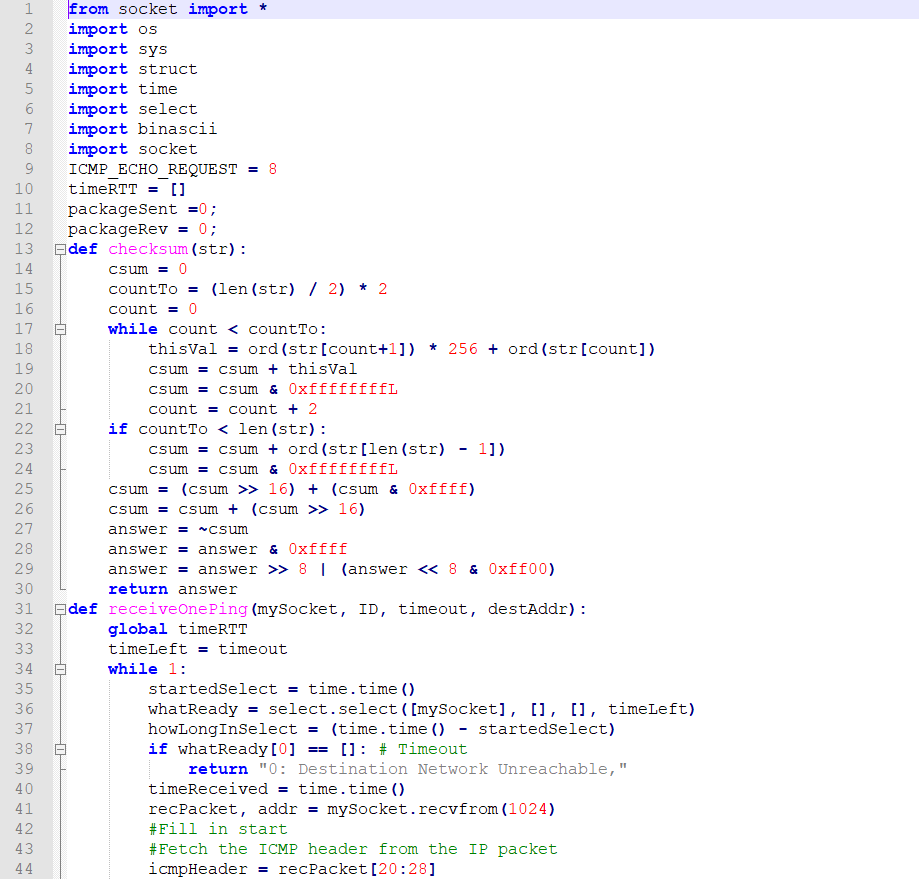 1 from socket import *
2 import os
3 import sys
4 import struct
5 import time
6 import select
7 import binascii
8 import socket
9 ICMP_ECHO_REQUEST = 8
10 timeRTT = []
11 packageSent =0;
12 packageRev = 0;
13 def checksum(str):
14     csum = 0
15     countTo = (len(str) / 2) * 2
16     count = 0
17     while count < countTo:
18         thisVal = ord(str[count+1]) * 256 + ord(str[count])
19         csum = csum + thisVal
20         csum = csum & 0xffffffffL
21         count = count + 2
22     if countTo < len(str):
23         csum = csum + ord(str[len(str) - 1])
24         csum = csum & 0xffffffffL
25     csum = (csum >> 16) + (csum & 0xffff)
26     csum = csum + (csum >> 16)
27     answer = ~csum
28     answer = answer & 0xffff
29     answer = answer >> 8 | (answer << 8 & 0xff00)
30     return answer
31 def receiveOnePing(mySocket, ID, timeout, destAddr):
32     global timeRTT
33     timeLeft = timeout
34     while 1:
35         startedSelect = time.time()
36         whatReady = select.select([mySocket], [], [], timeLeft)
37         howLongInSelect = (time.time() - startedSelect)
38         if whatReady[0] == []: # Timeout
39             return "0: Destination Network Unreachable,"
40         timeReceived = time.time()
41         recPacket, addr = mySocket.recvfrom(1024)
42         #Fill in start
43         #Fetch the ICMP header from the IP packet
44         icmpHeader = recPacket[20:28]